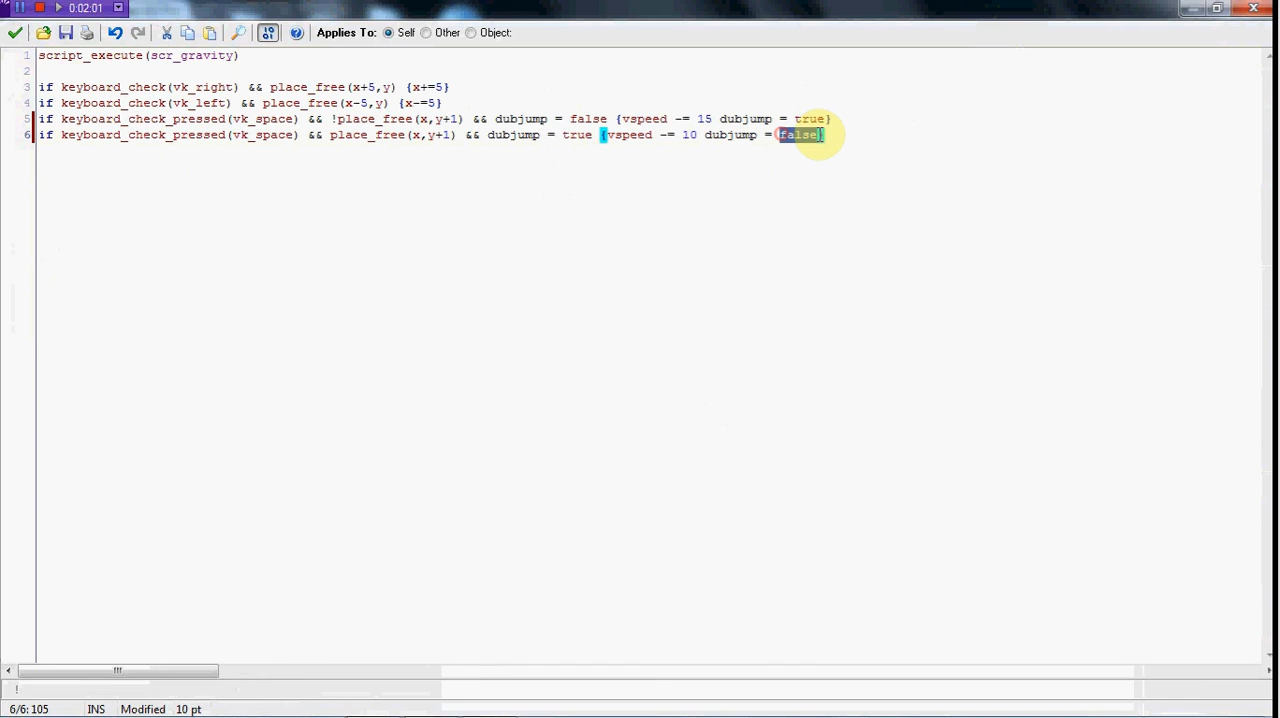 0:02:01
Applies To: Self Other Object:
1 script_execute(scr_gravity)
2
3 if keyboard_check(vk_right) && place_free(x+5,y) {x+=5}
4 if keyboard_check(vk_left) && place_free(x-5,y) {x-=5}
5 if keyboard_check_pressed(vk_space) && !place_free(x,y+1) && dubjump = false {vspeed -= 15 dubjump = true}
6 if keyboard_check_pressed(vk_space) && place_free(x,y+1) && dubjump = true {vspeed -= 10 dubjump = false}
!
6/6:105 INS Modified 10 pt